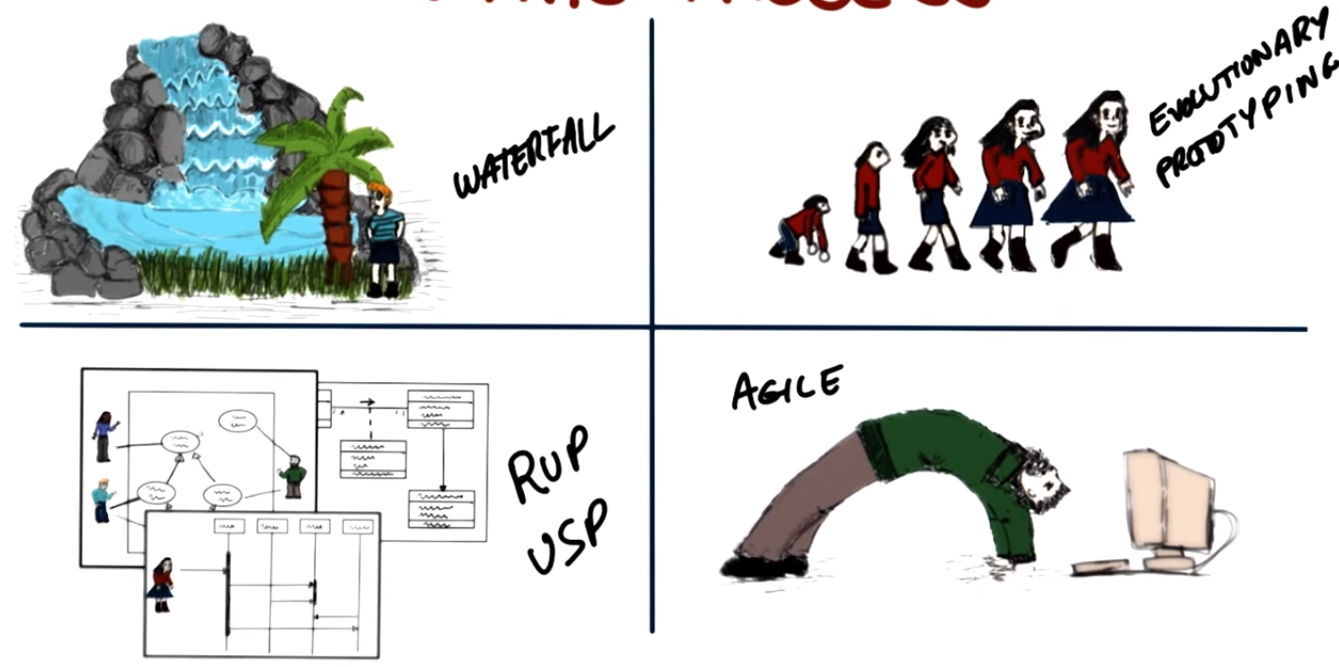 WATERFALL
EVOLUTIONARY
PROTOTYPING
RUP
USP
AGILE